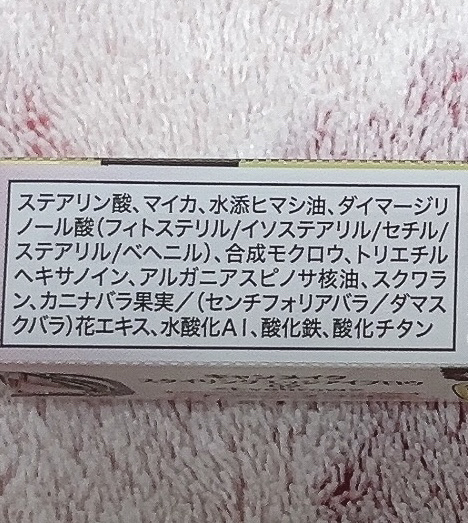 ステアリン酸、マイカ、水添ヒマシ油、ダイマージリ
ノール酸(フィトステリル/イソステアリル/セチル/
ステアリル/ベヘニル)、合成モクロウ、トリエチル
ヘキサノイン、アルガニアスピノサ核油、スクワラ
ン、カニナバラ果実／(センチフォリアバラ／ダマス
クバラ)花エキス、水酸化Al、酸化鉄、酸化チタン